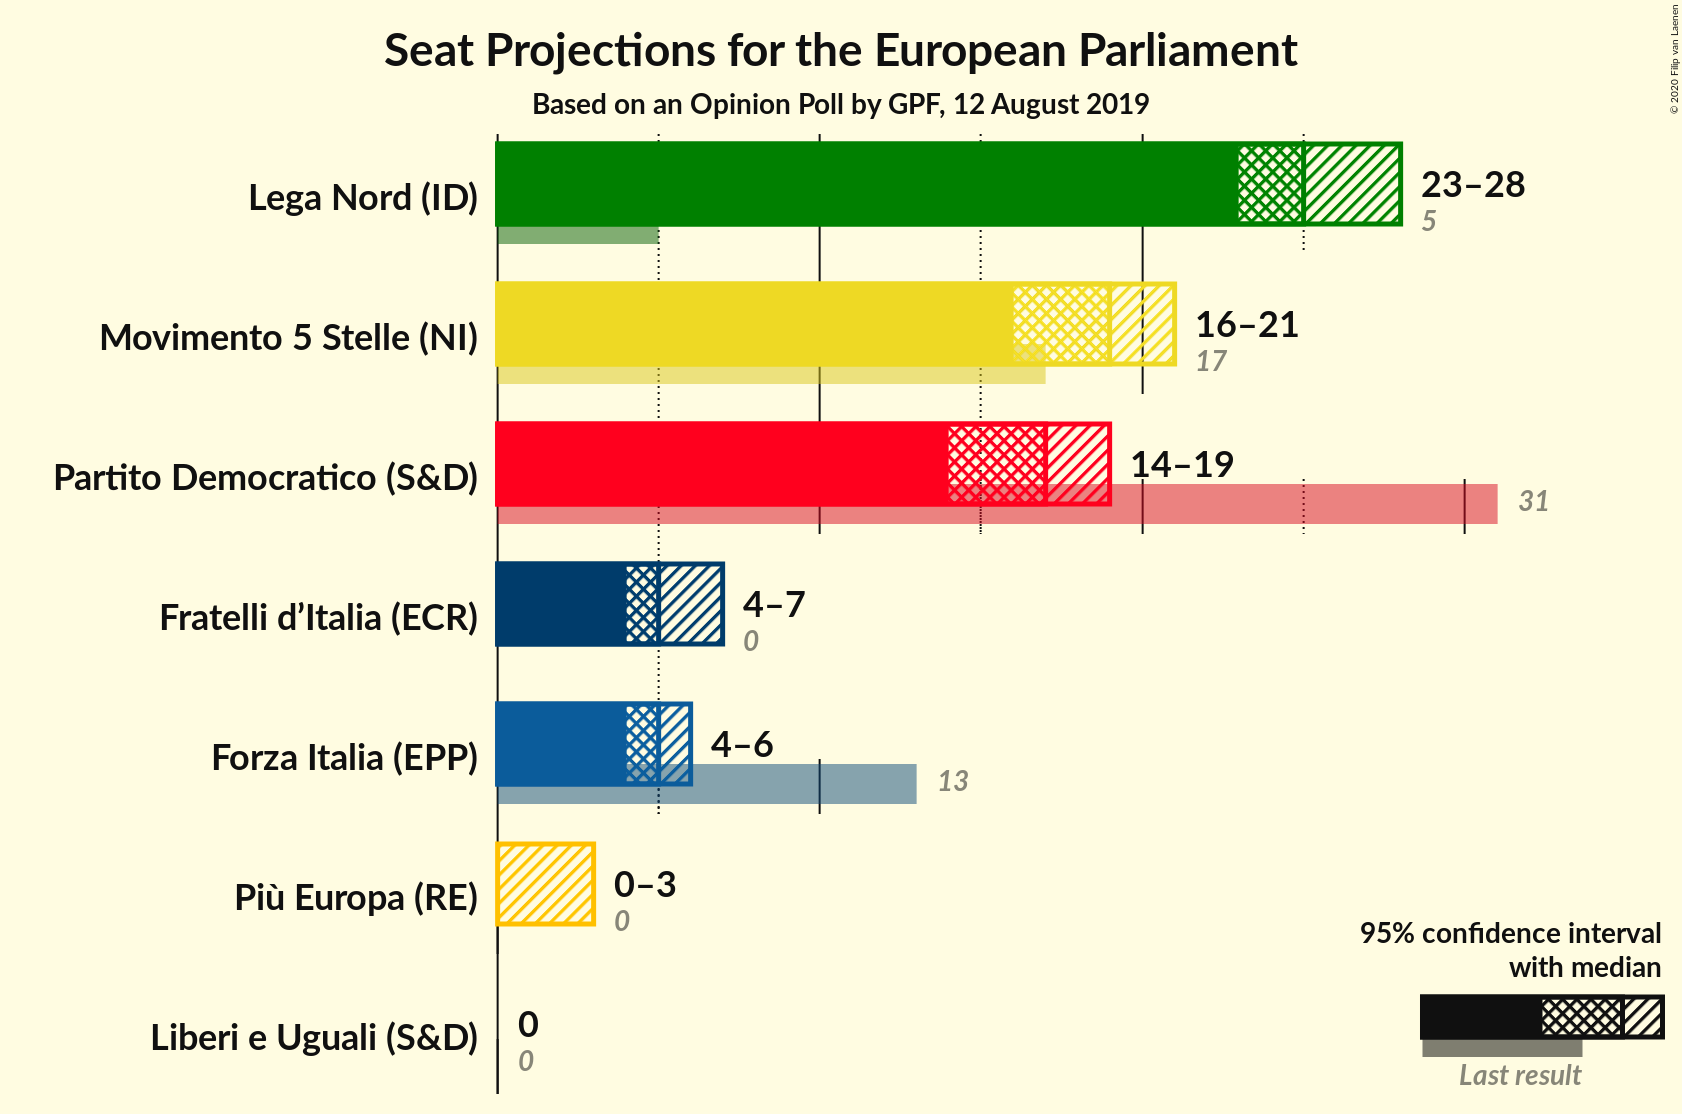 Seat Projections for the European Parliament
Based on an Opinion Poll by GPF, 12 August 2019
© 2020 Filip van Laenen
Lega Nord (ID)
23–28
5
Movimento 5 Stelle (NI)
16–21
17
Partito Democratico (S&D)
14–19
31
Fratelli d’Italia (ECR)
4–7
0
Forza Italia (EPP)
4–6
13
Più Europa (RE)
0–3
0
Liberi e Uguali (S&D)
0
0
95% confidence interval
with median
Last result